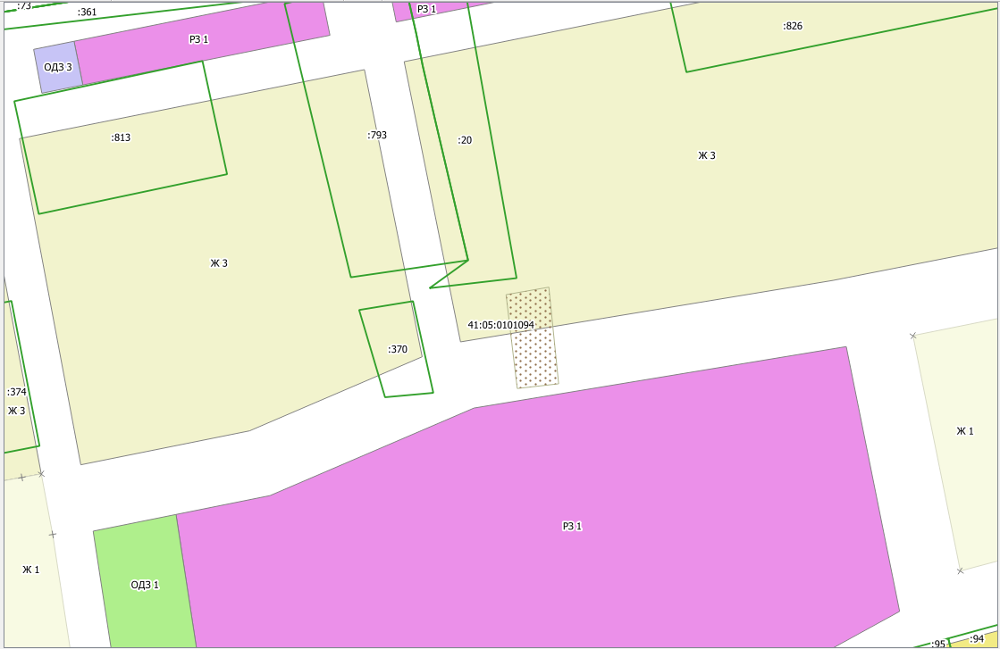 :73
:361
РЗ 1
РЗ 1
:826
ОДЗ 3
:813
:793
:20
Ж 3
Ж 3
41:05:0101094
:370
:374
Ж 3
Ж 1
РЗ 1
Ж 1
ОДЗ 1
:95
:94